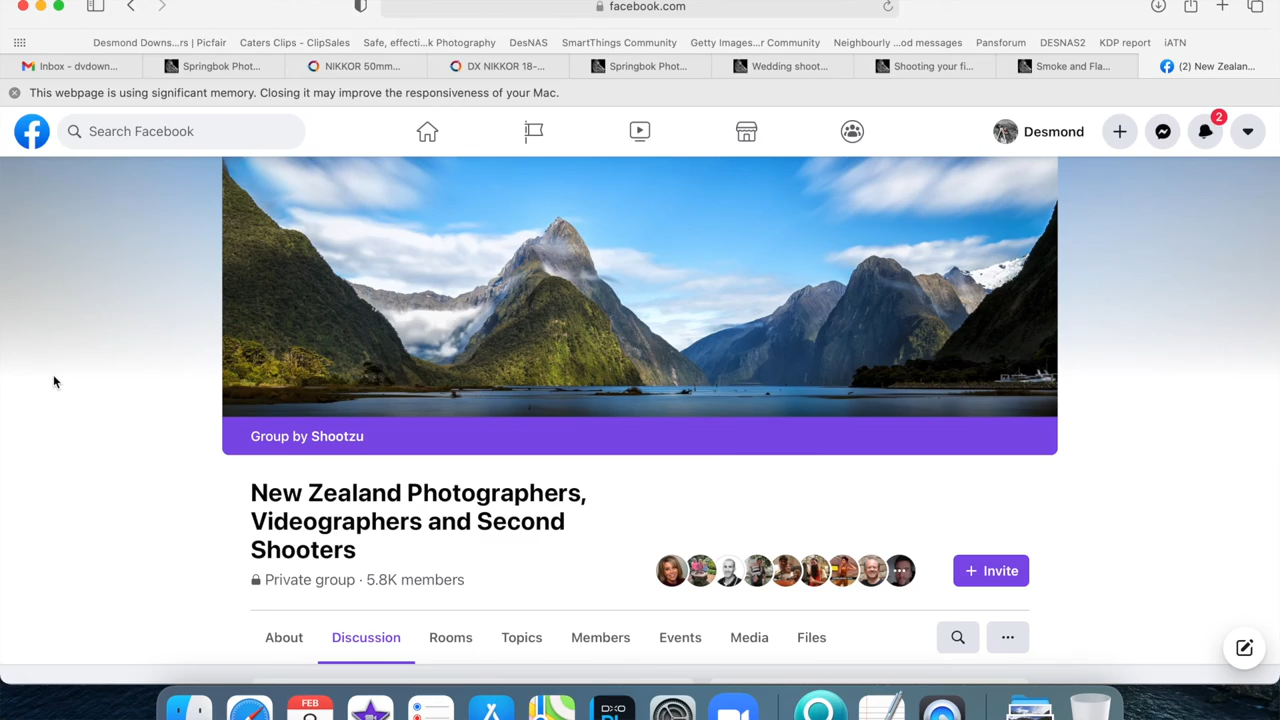 facebook.com
Desmond Downs...rs | Picfair Caters Clips - ClipSales Safe, effecti...k Photography DesNAS SmartThings Community Getty Images...r Community Neighbourly ...od messages Pansforum DESNAS2 KDP report iATN
Inbox - dvdown... Springbok Phot... NIKKOR 50mm... DX NIKKOR 18-... Springbok Phot... Wedding shoot... Shooting your fi... Smoke and Fla... (2) New Zealan...
This webpage is using significant memory. Closing it may improve the responsiveness of your Mac.
Search Facebook Desmond 2
Group by Shootzu
New Zealand Photographers,
Videographers and Second
Shooters
Private group · 5.8K members
+ Invite
About Discussion Rooms Topics Members Events Media Files
FEB
DXO